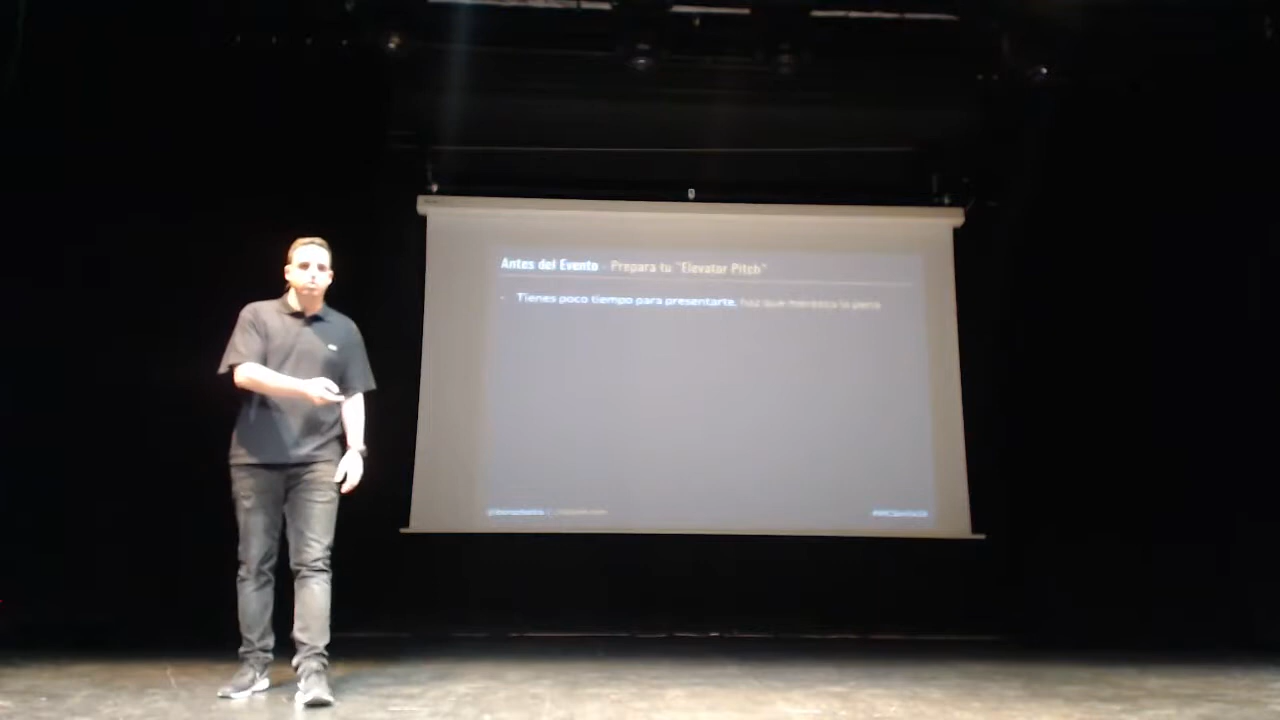 Antes del Evento - Prepara tu "Elevator Pitch"
- Tienes poco tiempo para presentarte, haz que merezca la pena